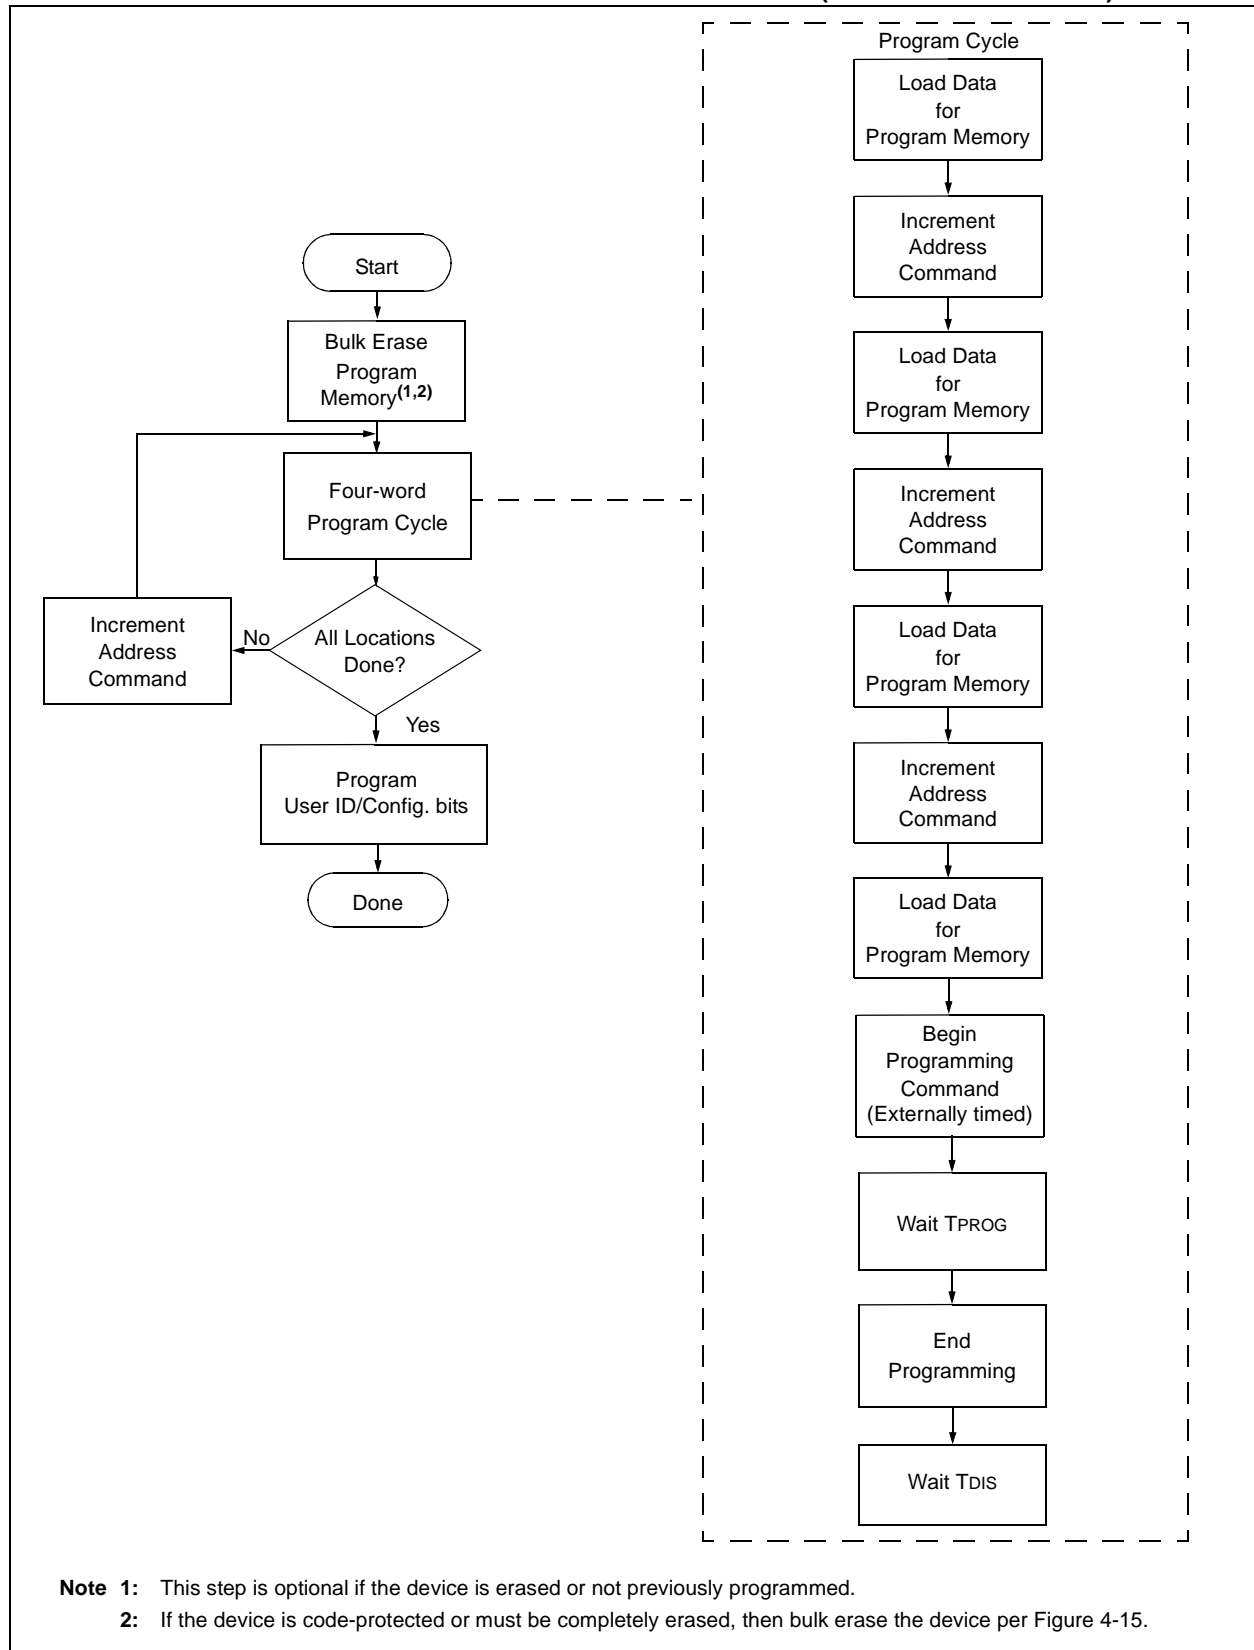 Start
Bulk Erase
Program
Memory(1,2)
Four-word
Program Cycle
All Locations
Done?
No
Increment
Address
Command
Yes
Program
User ID/Config. bits
Done
Program Cycle
Load Data
for
Program Memory
Increment
Address
Command
Load Data
for
Program Memory
Increment
Address
Command
Load Data
for
Program Memory
Increment
Address
Command
Load Data
for
Program Memory
Begin
Programming
Command
(Externally timed)
Wait TPROG
End
Programming
Wait TDIS
Note 1: This step is optional if the device is erased or not previously programmed.
2: If the device is code-protected or must be completely erased, then bulk erase the device per Figure 4-15.